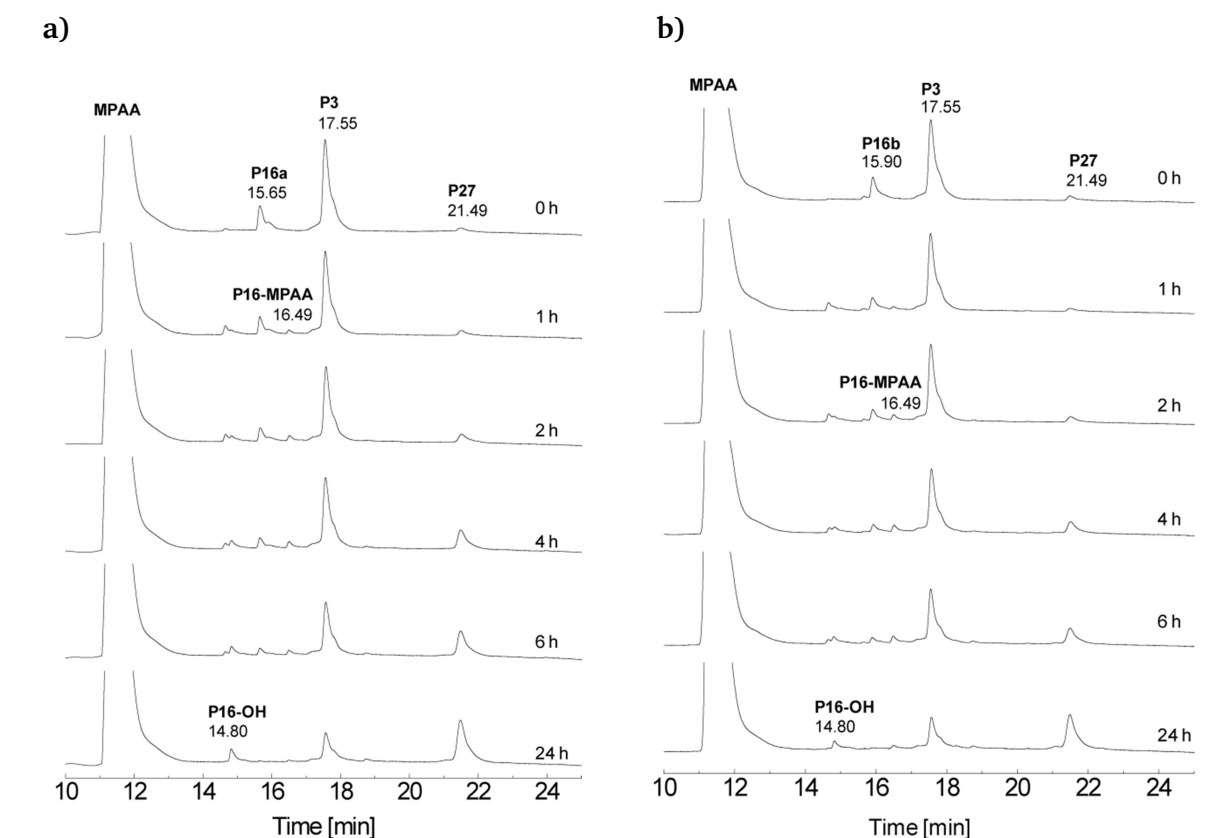 a)
MPAA
P3
17.55
P16a
15.65
P27
21.49
0 h
P16-MPAA
16.49
1 h
2 h
4 h
6 h
P16-OH
14.80
24 h
10 12 14 16 18 20 22 24
Time [min]
b)
MPAA
P3
17.55
P16b
15.90
P27
21.49
0 h
1 h
P16-MPAA
16.49
2 h
4 h
6 h
P16-OH
14.80
24 h
10 12 14 16 18 20 22 24
Time [min]